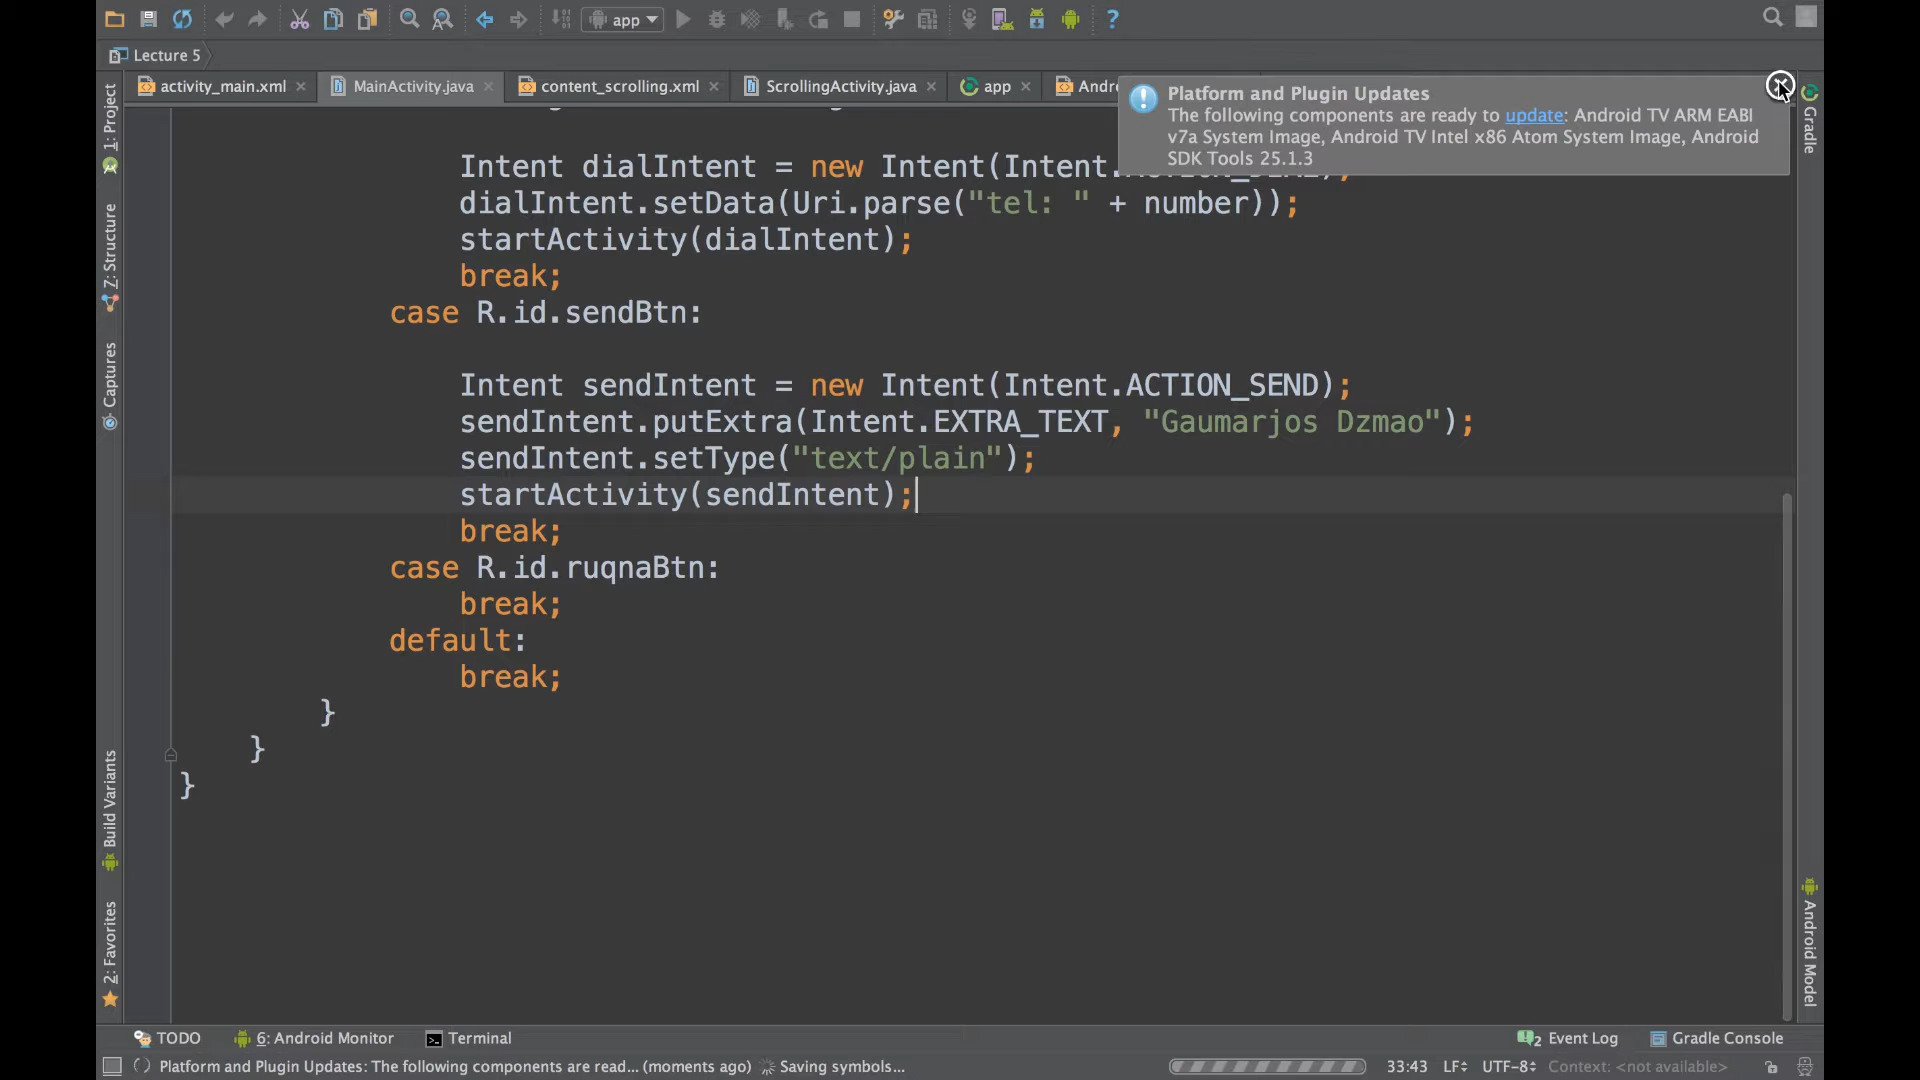 app
Lecture 5
activity_main.xml
MainActivity.java
content_scrolling.xml
ScrollingActivity.java
app
Andro
Platform and Plugin Updates
The following components are ready to update: Android TV ARM EABI
v7a System Image, Android TV Intel x86 Atom System Image, Android
SDK Tools 25.1.3
1: Project
7: Structure
Captures
Build Variants
2: Favorites
Gradle
Android Model
Intent dialIntent = new Intent(Intent.ACTION_DIAL);
dialIntent.setData(Uri.parse("tel: " + number));
startActivity(dialIntent);
break;
case R.id.sendBtn:
Intent sendIntent = new Intent(Intent.ACTION_SEND);
sendIntent.putExtra(Intent.EXTRA_TEXT, "Gaumarjos Dzmao");
sendIntent.setType("text/plain");
startActivity(sendIntent);
break;
case R.id.ruqnaBtn:
break;
default:
break;
}
}
}
TODO
6: Android Monitor
Terminal
2 Event Log
Gradle Console
Platform and Plugin Updates: The following components are read... (moments ago)
Saving symbols...
33:43
LF
UTF-8
Context: <not available>